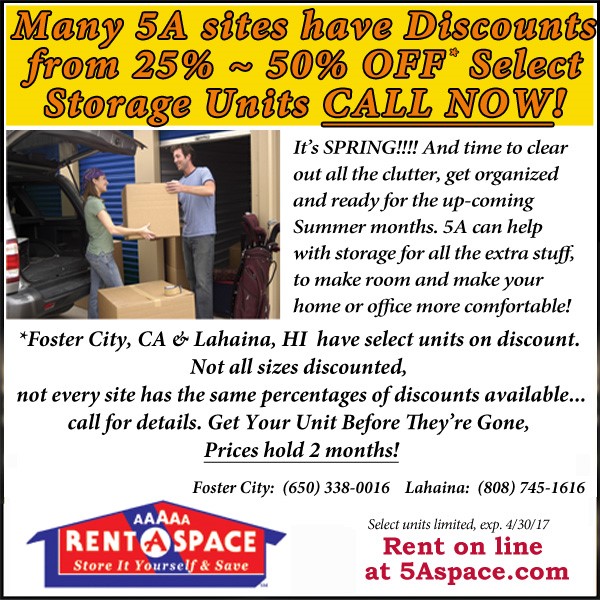 Many 5A sites have Discounts
from 25% ~ 50% OFF* Select
Storage Units CALL NOW!
It's SPRING!!!! And time to clear
out all the clutter, get organized
and ready for the up-coming
Summer months. 5A can help
with storage for all the extra stuff,
to make room and make your
home or office more comfortable!
*Foster City, CA & Lahaina, HI have select units on discount.
Not all sizes discounted,
not every site has the same percentages of discounts available...
call for details. Get Your Unit Before They're Gone,
Prices hold 2 months!
Foster City: (650) 338-0016 Lahaina: (808) 745-1616
AAAAA
RENT A SPACE
Store It Yourself & Save
Select units limited, exp. 4/30/17
Rent on line
at 5Aspace.com